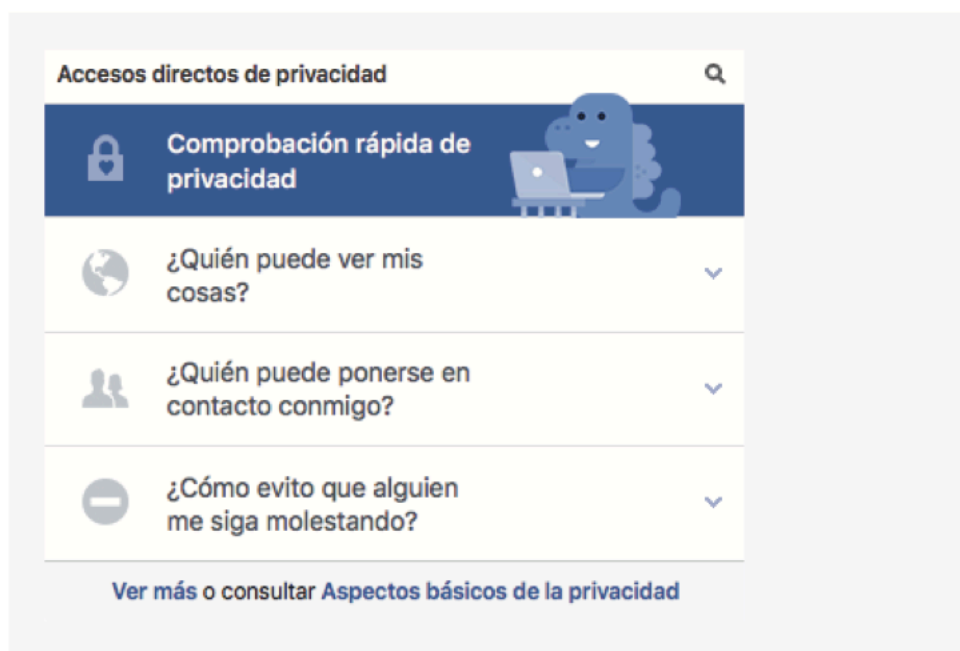 Accesos directos de privacidad
Comprobación rápida de
privacidad
¿Quién puede ver mis
cosas?
¿Quién puede ponerse en
contacto conmigo?
¿Cómo evito que alguien
me siga molestando?
Ver más o consultar Aspectos básicos de la privacidad